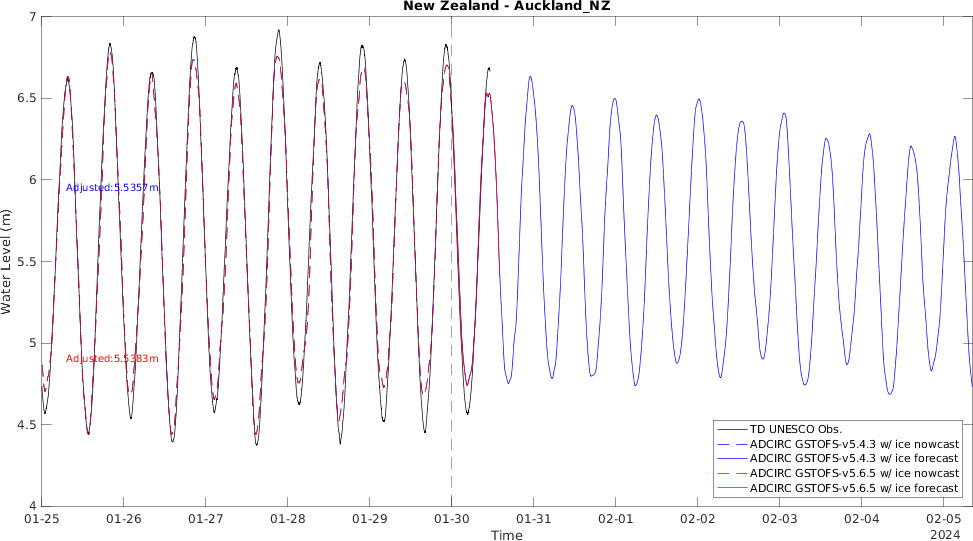 New Zealand - Auckland_NZ
7
6.5
6
5.5
5
4.5
4
Water Level (m)
Adjusted:5.5357m
Adjusted:5.5383m
TD UNESCO Obs.
ADCIRC GSTOFS-v5.4.3 w/ ice nowcast
ADCIRC GSTOFS-v5.4.3 w/ ice forecast
ADCIRC GSTOFS-v5.6.5 w/ ice nowcast
ADCIRC GSTOFS-v5.6.5 w/ ice forecast
01-25 01-26 01-27 01-28 01-29 01-30 01-31 02-01 02-02 02-03 02-04 02-05
2024
Time